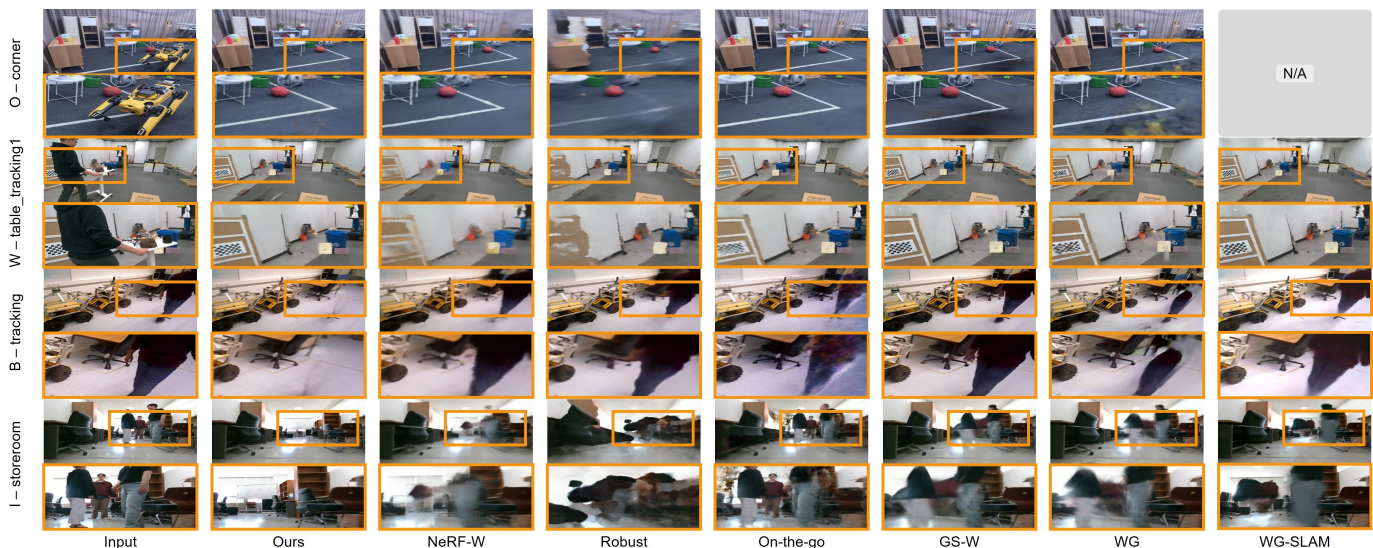 O – corner
N/A
W – table_tracking1
B – tracking
I – storeroom
Input Ours NeRF-W Robust On-the-go GS-W WG WG-SLAM